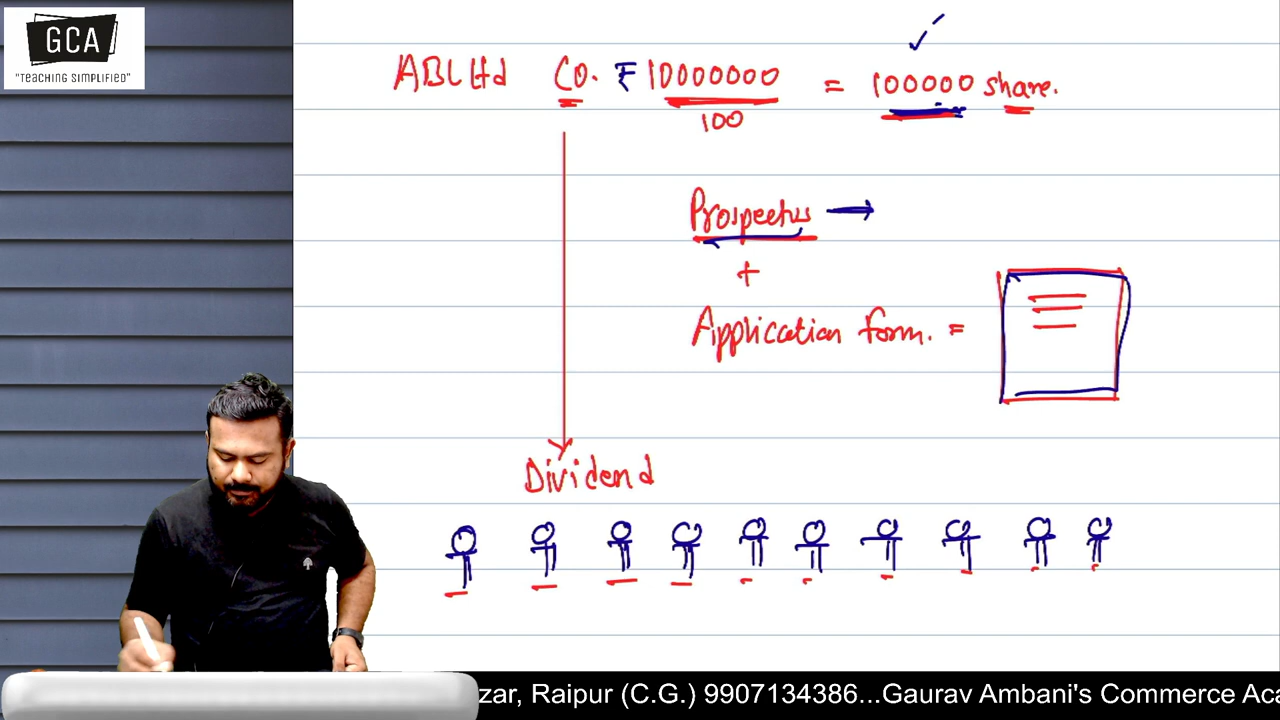 GCA
"TEACHING SIMPLIFIED"
ABC Ltd Co. ₹ 10000000 = 100000 share.
100
Prospectus →
+
Application form. =
Dividend
zar, Raipur (C.G.) 9907134386...Gaurav Ambani's Commerce Aca